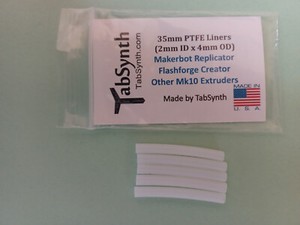 TabSynth
TabSynth.com
35mm PTFE Liners
(2mm ID x 4mm OD)
Makerbot Replicator
Flashforge Creator
Other Mk10 Extruders
Made by TabSynth
MADE IN
U.S.A